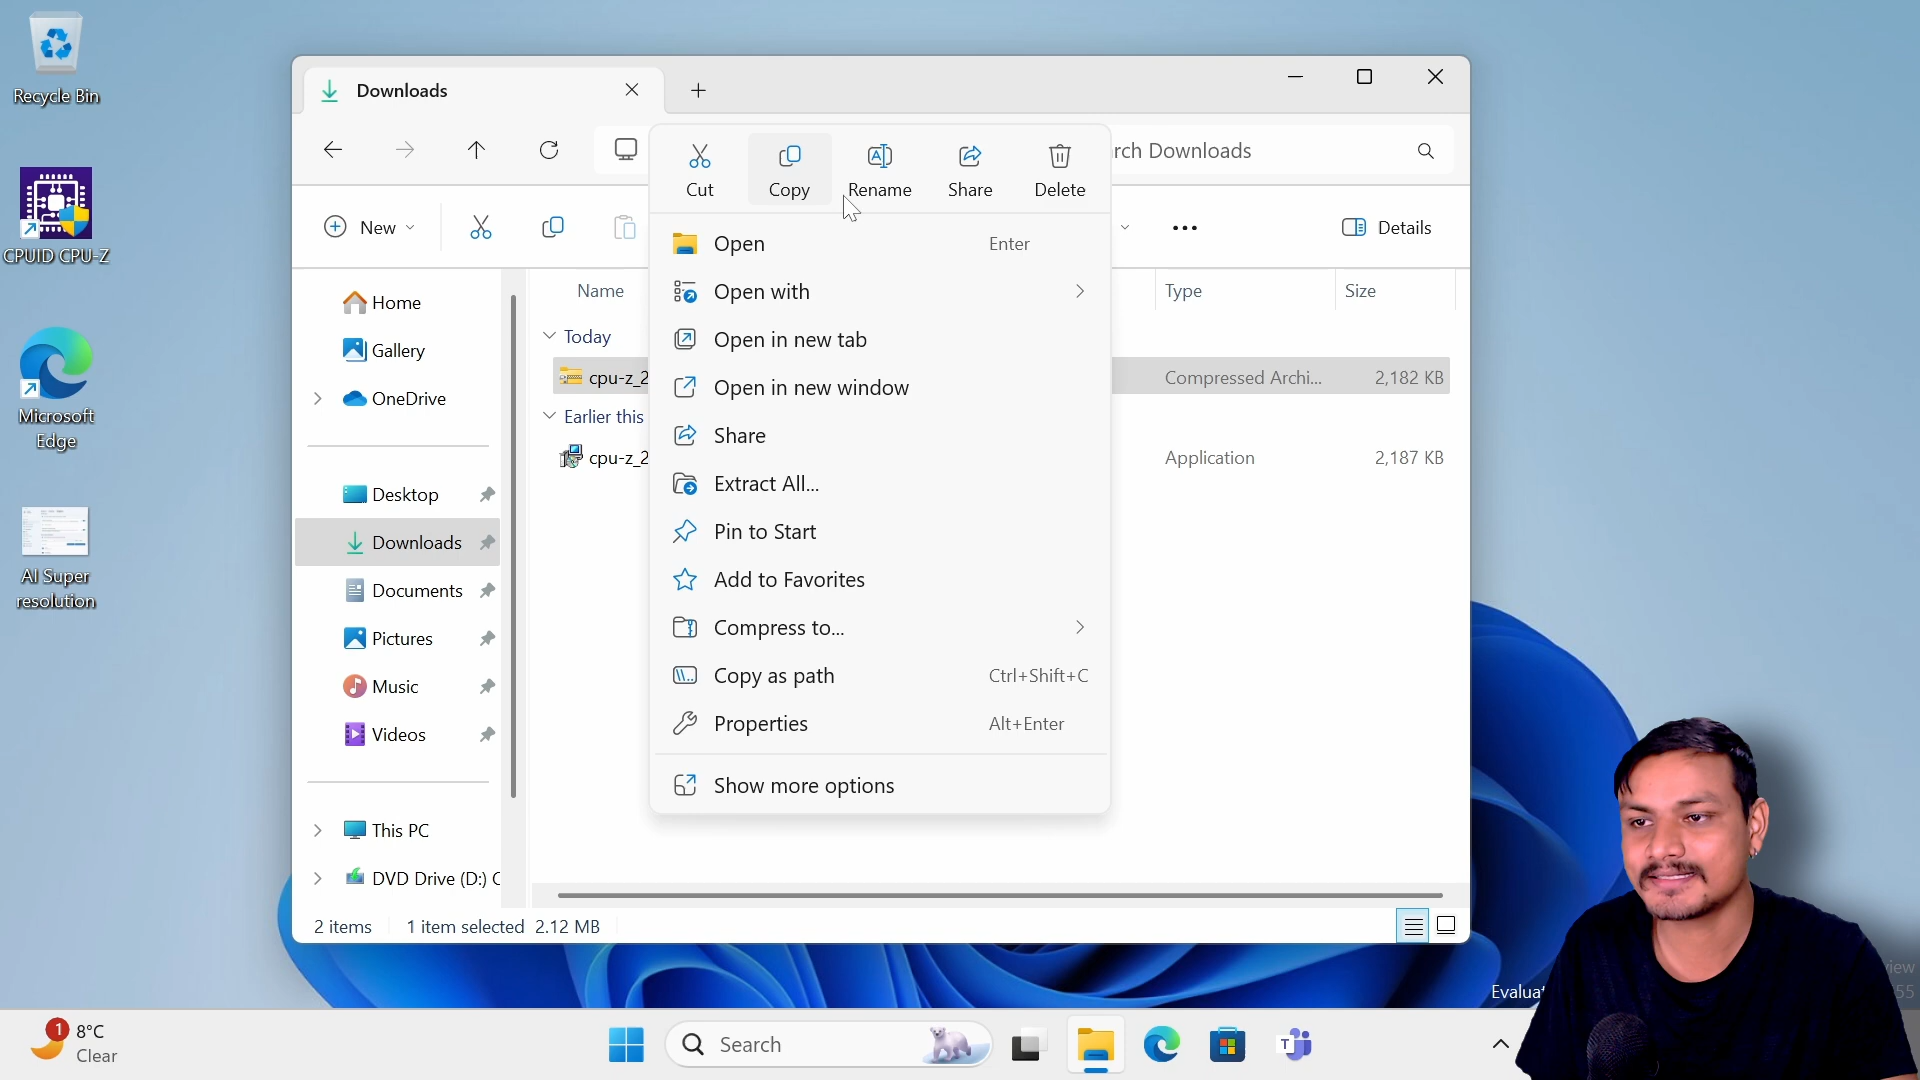 Recycle Bin
CPUID CPU-Z
Microsoft
Edge
AI Super
resolution
Downloads
rch Downloads
New
Details
Cut
Copy
Rename
Share
Delete
Open Enter
Open with
Open in new tab
Open in new window
Share
Extract All...
Pin to Start
Add to Favorites
Compress to...
Copy as path Ctrl+Shift+C
Properties Alt+Enter
Show more options
Home
Gallery
OneDrive
Desktop
Downloads
Documents
Pictures
Music
Videos
This PC
DVD Drive (D:) C
Name Type Size
Today
cpu-z_2 Compressed Archi... 2,182 KB
Earlier this
cpu-z_2 Application 2,187 KB
2 items 1 item selected 2.12 MB
view
Evaluat 55
1
8°C
Clear
Search